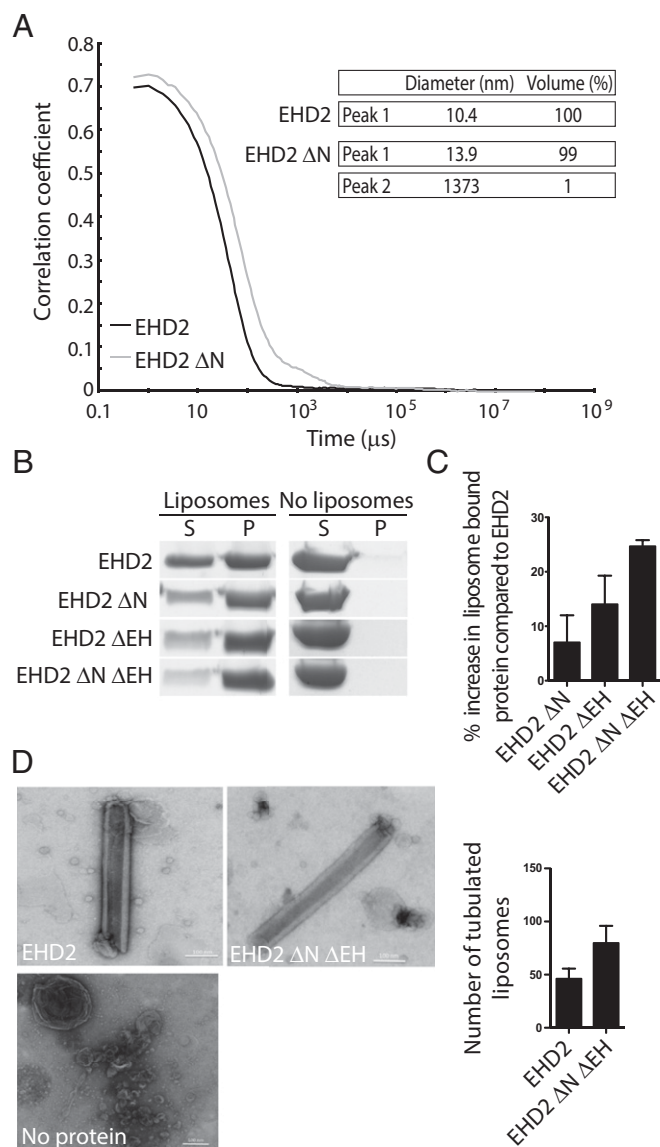 A
0.8
0.7
0.6
0.5
0.4
0.3
0.2
0.1
0
Correlation coefficient
0.1
10
10³
10⁵
10⁷
10⁹
Time (μs)
EHD2
EHD2 ΔN
Diameter (nm) Volume (%)
EHD2 Peak 1 10.4 100
EHD2 ΔN Peak 1 13.9 99
Peak 2 1373 1
B
Liposomes No liposomes
S P S P
EHD2
EHD2 ΔN
EHD2 ΔEH
EHD2 ΔN ΔEH
C
% increase in liposome bound
protein compared to EHD2
30
20
10
0
EHD2 ΔN
EHD2 ΔEH
EHD2 ΔN ΔEH
D
EHD2
EHD2 ΔN ΔEH
No protein
Number of tubulated
liposomes
150
100
50
0
EHD2
EHD2 ΔN ΔEH